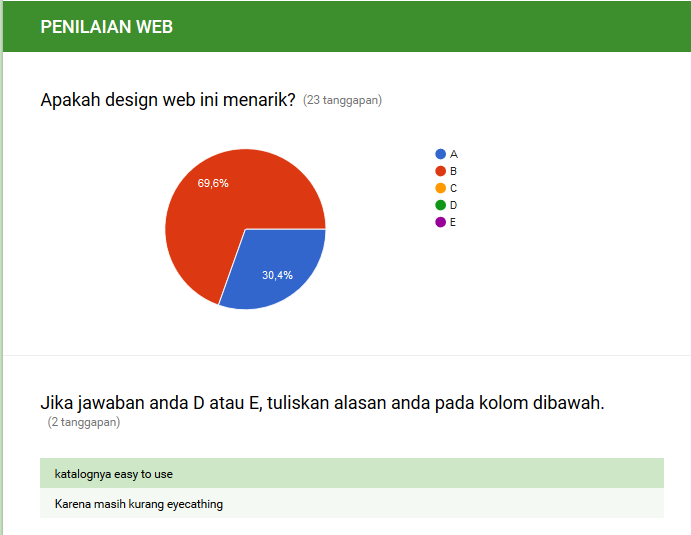 PENILAIAN WEB
Apakah design web ini menarik? (23 tanggapan)
69,6%
30,4%
A
B
C
D
E
Jika jawaban anda D atau E, tuliskan alasan anda pada kolom dibawah.
(2 tanggapan)
katalognya easy to use
Karena masih kurang eyecathing